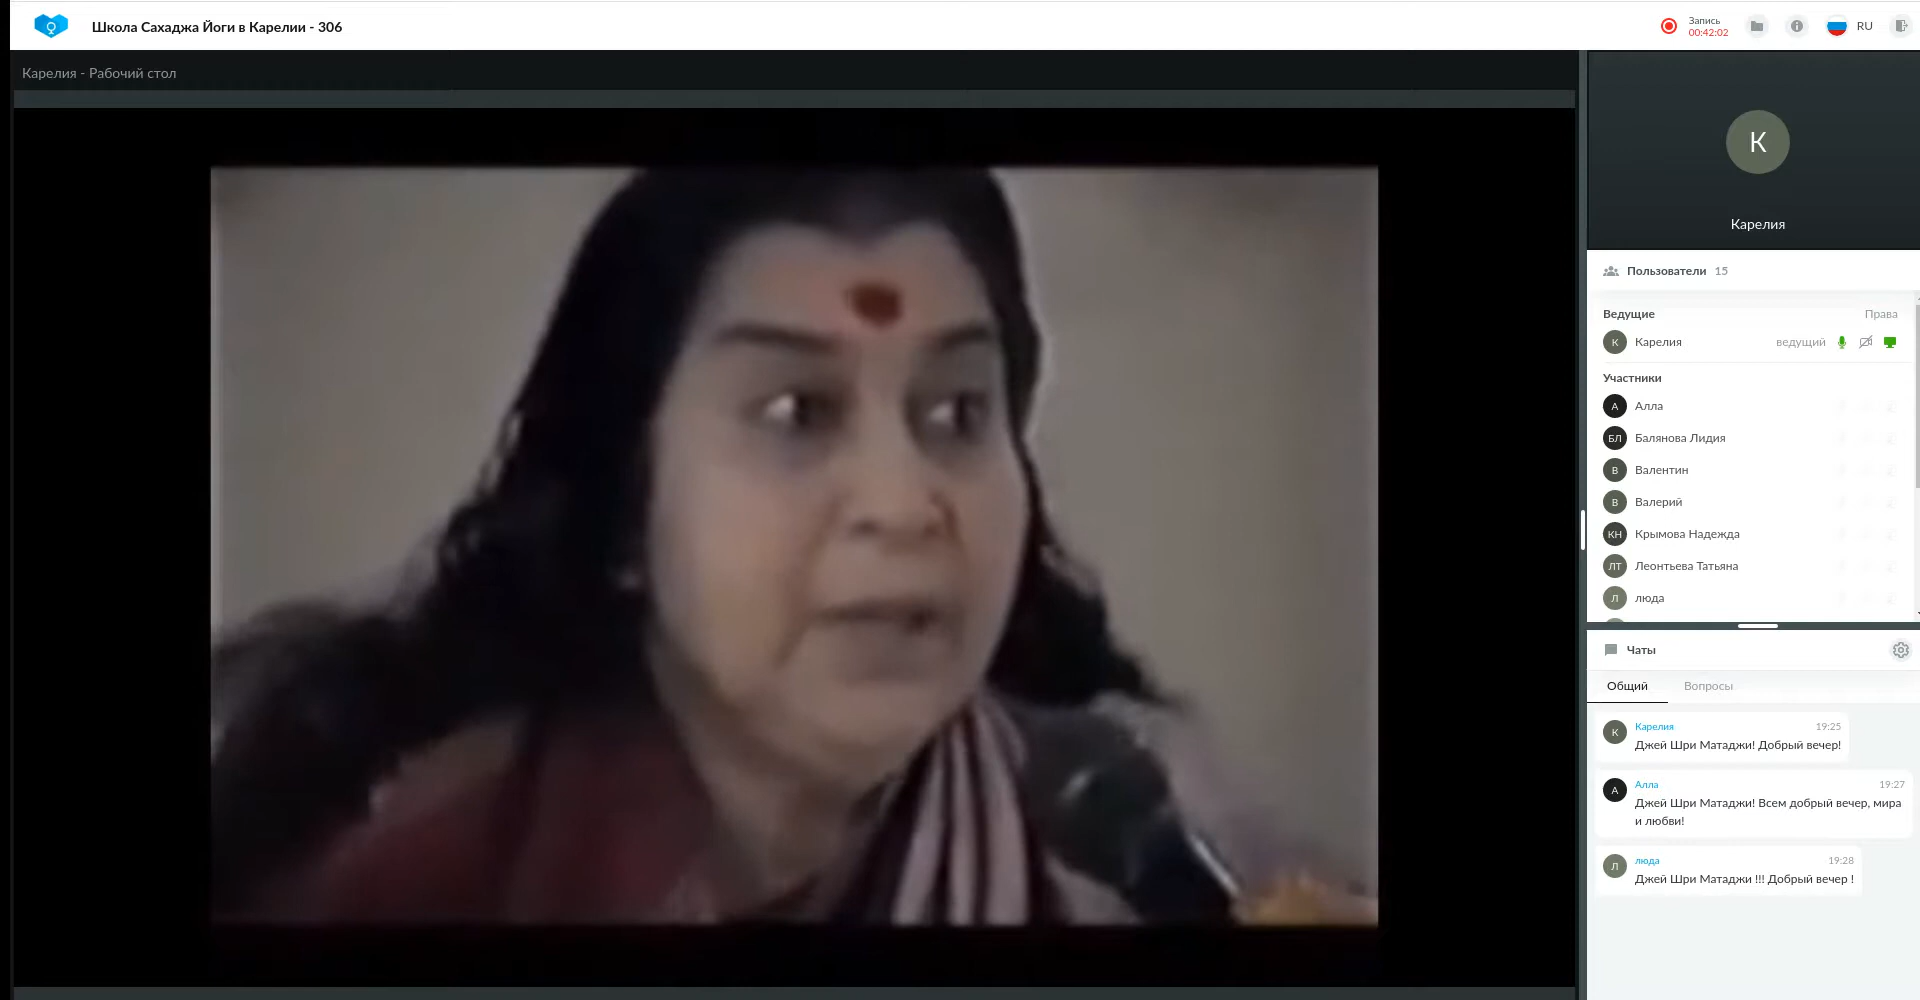 Школа Сахаджа Йоги в Карелии - 306
Запись
00:42:02
RU
Карелия - Рабочий стол
К
Карелия
Пользователи 15
Ведущие Права
К Карелия ведущий
Участники
А Алла
БЛ Балянова Лидия
В Валентин
В Валерий
КН Крымова Надежда
ЛТ Леонтьева Татьяна
Л люда
Чаты
Общий Вопросы
Карелия 19:25
К Джей Шри Матаджи! Добрый вечер!
Алла 19:27
А Джей Шри Матаджи! Всем добрый вечер, мира
и любви!
люда 19:28
Л Джей Шри Матаджи !!! Добрый вечер !